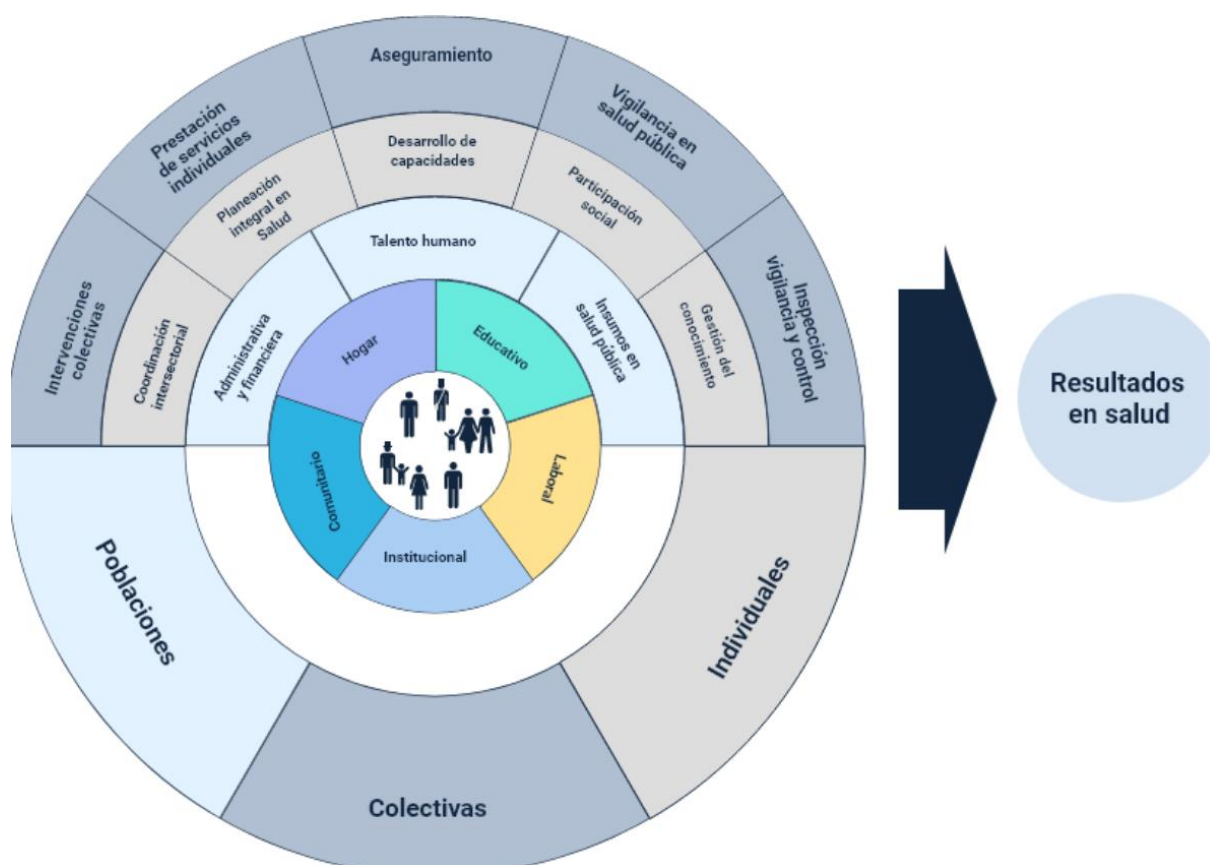 Aseguramiento
Prestación
de servicios
individuales
Vigilancia en
salud pública
Intervenciones
colectivas
Inspección
vigilancia y control
Desarrollo de
capacidades
Planeación
integral en
Salud
Participación
social
Coordinación
intersectorial
Gestión del
conocimiento
Talento humano
Administrativa
y financiera
Insumos en
salud pública
Hogar
Educativo
Comunitario
Laboral
Institucional
Poblaciones
Colectivas
Individuales
Resultados
en salud